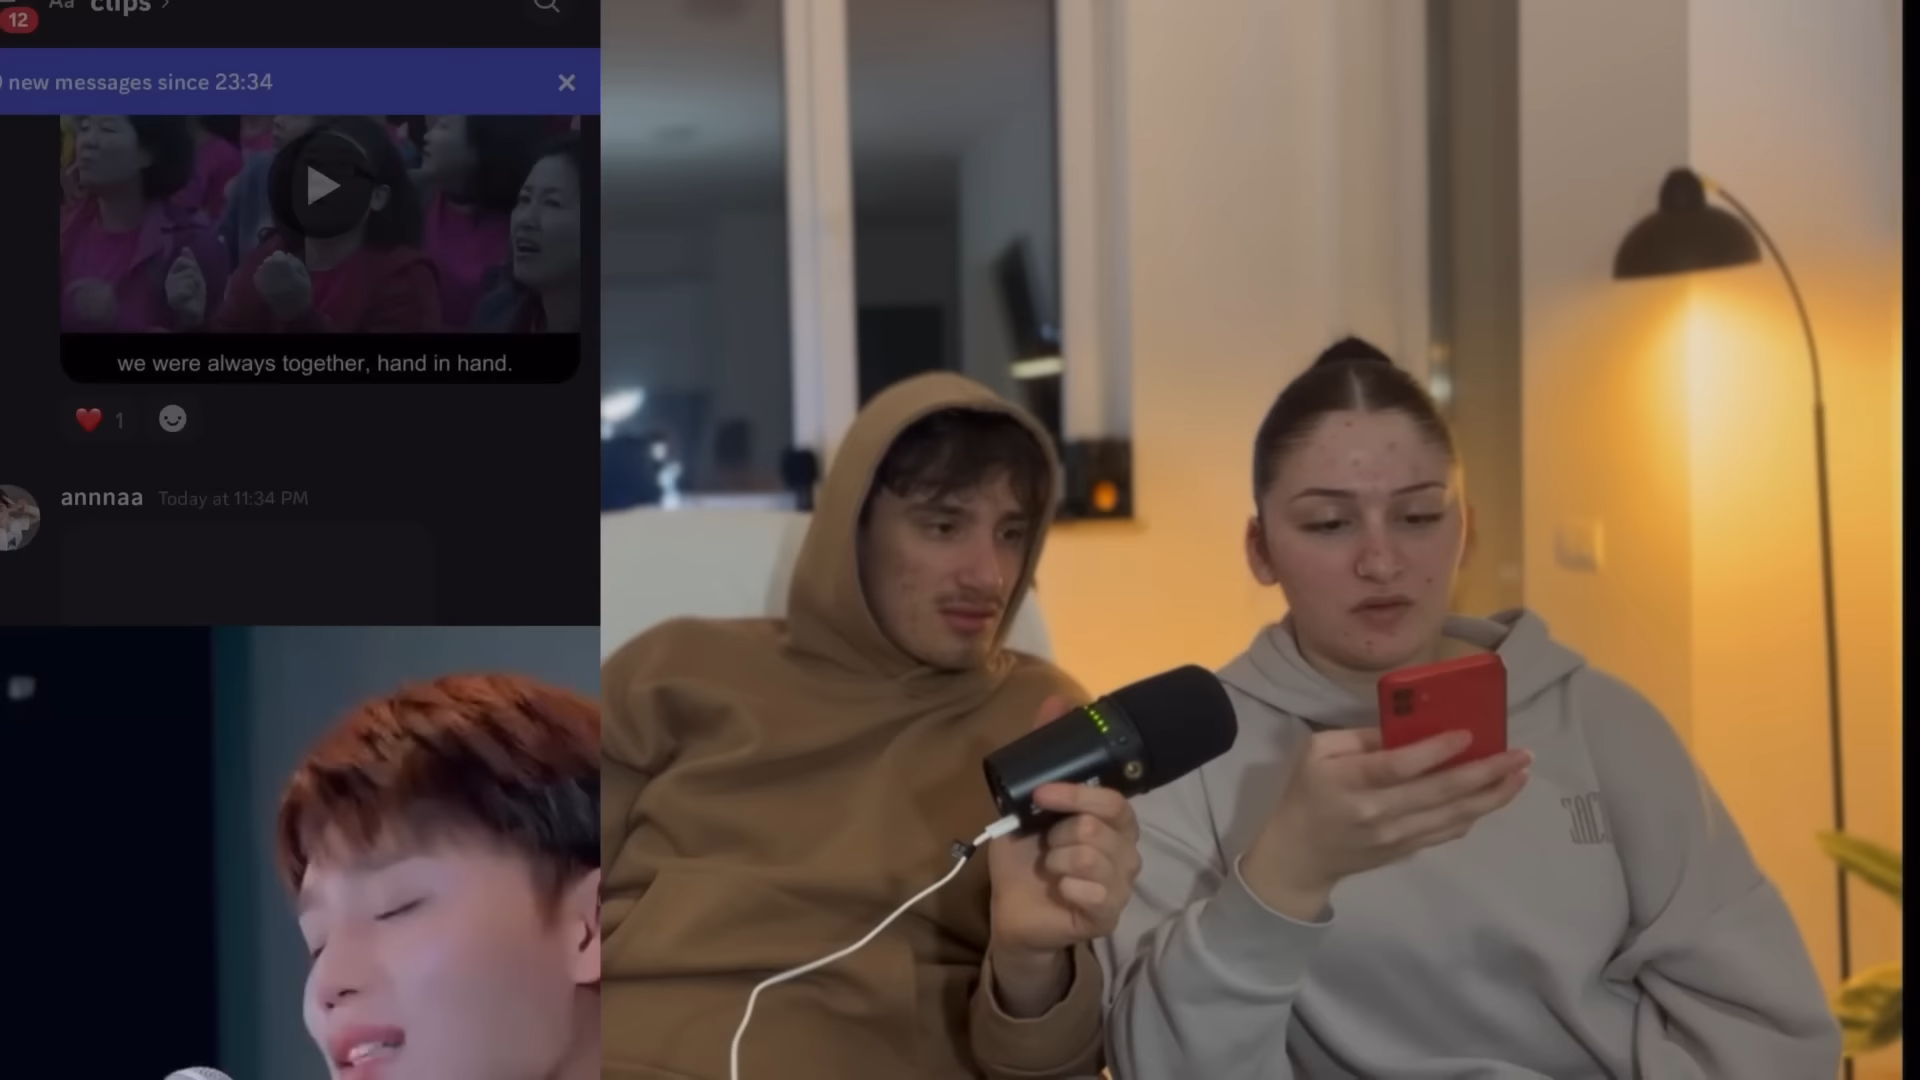 12
Aa clips
new messages since 23:34
we were always together, hand in hand.
1
annnaa Today at 11:34 PM